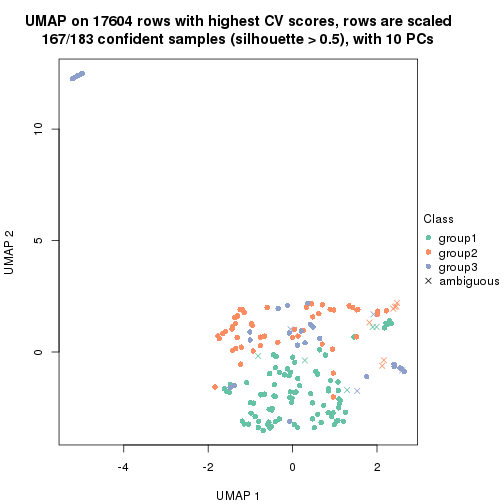 UMAP on 17604 rows with highest CV scores, rows are scaled
167/183 confident samples (silhouette > 0.5), with 10 PCs
10
5
0
UMAP 2
-4
-2
0
2
UMAP 1
Class
group1
group2
group3
ambiguous